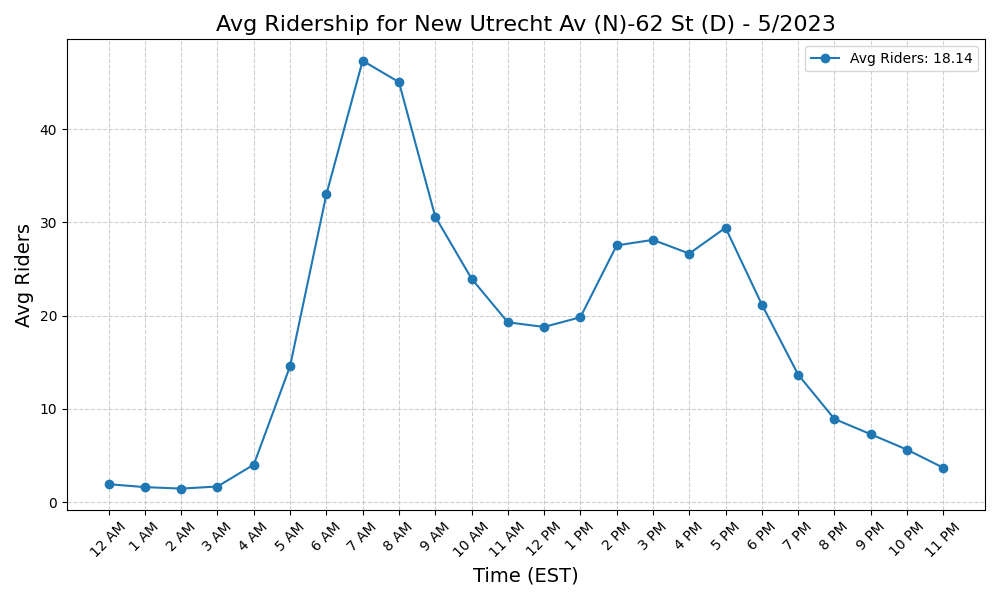 Avg Ridership for New Utrecht Av (N)-62 St (D) - 5/2023
Avg Riders: 18.14
Avg Riders
40
30
20
10
0
12 AM
1 AM
2 AM
3 AM
4 AM
5 AM
6 AM
7 AM
8 AM
9 AM
10 AM
11 AM
12 PM
1 PM
2 PM
3 PM
4 PM
5 PM
6 PM
7 PM
8 PM
9 PM
10 PM
11 PM
Time (EST)